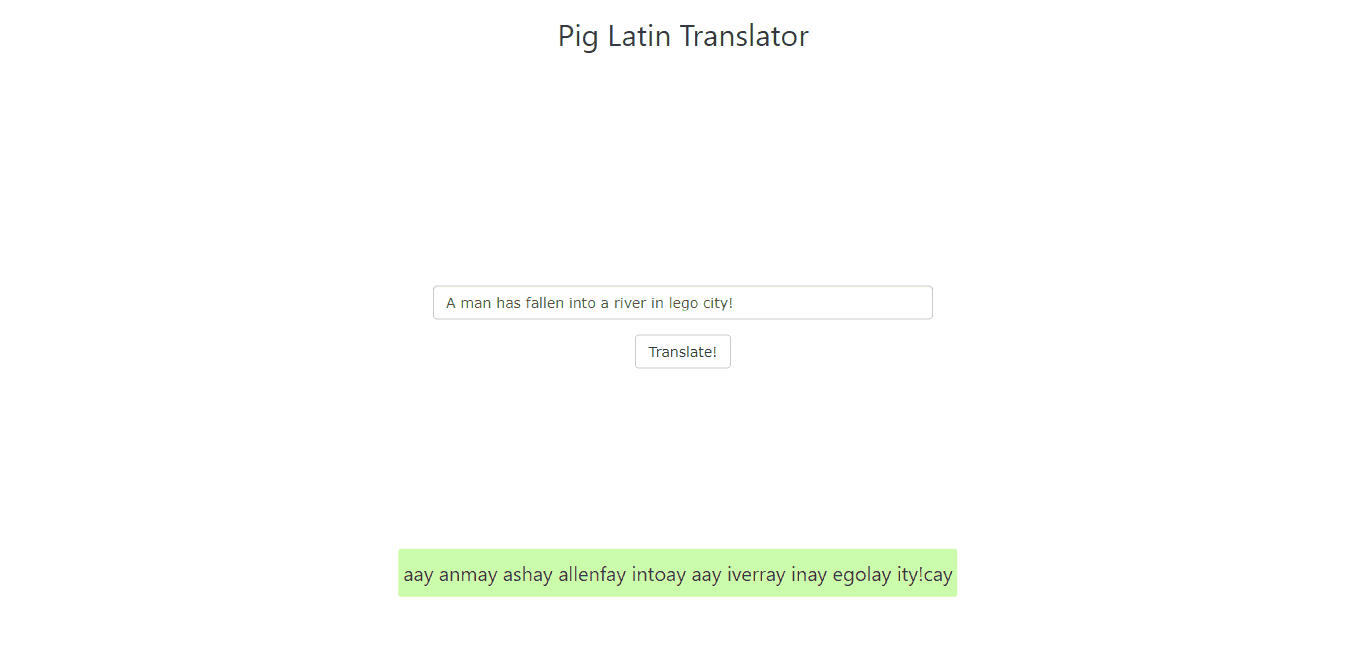 Pig Latin Translator
A man has fallen into a river in lego city!
Translate!
aay anmay ashay allenfay intoay aay iverray inay egolay ity!cay